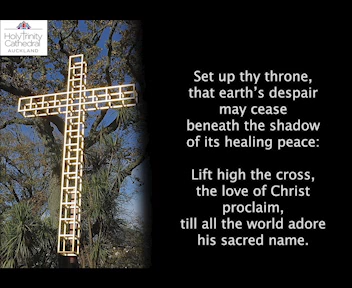 Holy Trinity
Cathedral
AUCKLAND
Set up thy throne,
that earth's despair
may cease
beneath the shadow
of its healing peace:
Lift high the cross,
the love of Christ
proclaim,
till all the world adore
his sacred name.